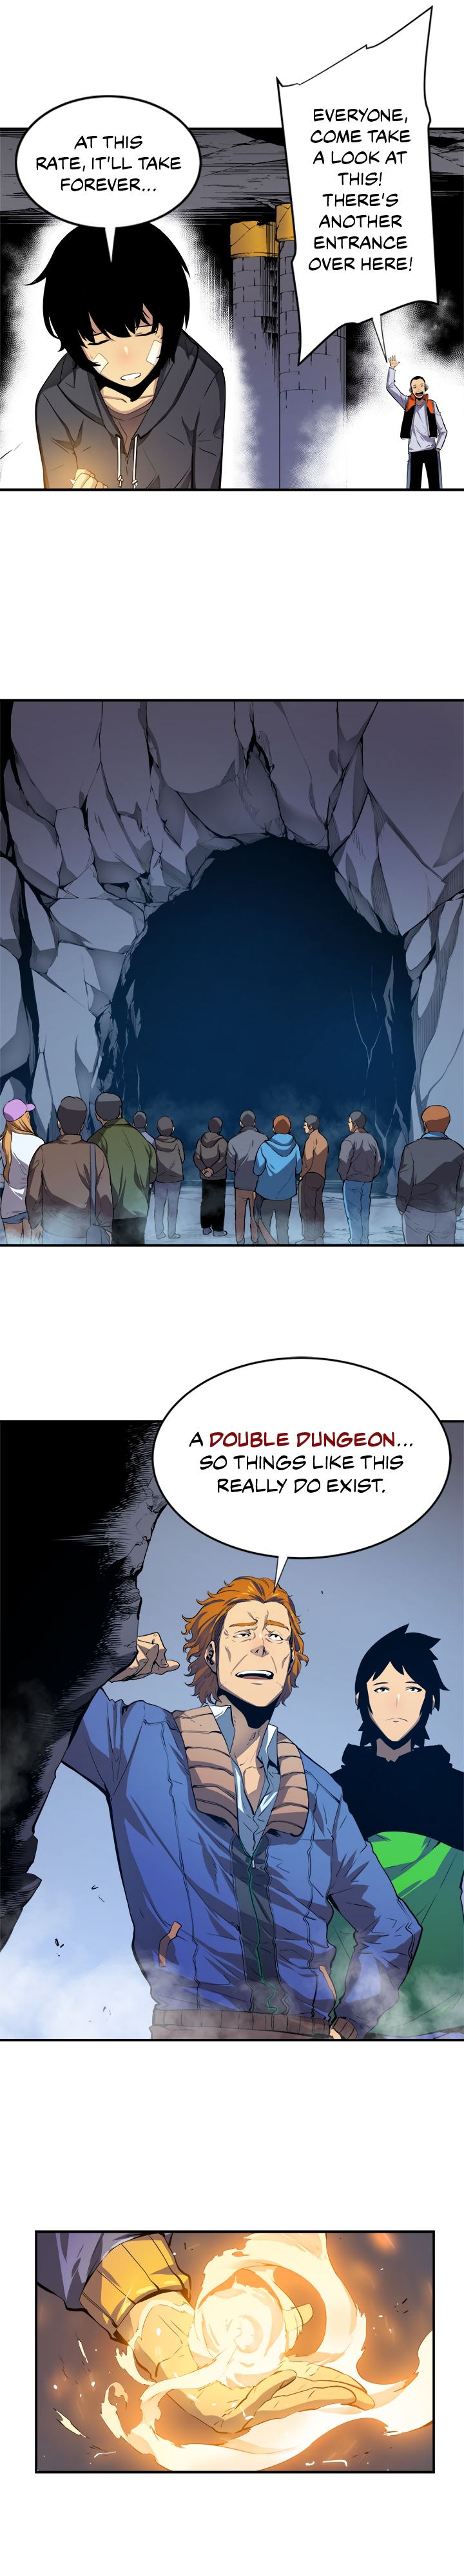 AT THIS
RATE, IT'LL TAKE
FOREVER...
EVERYONE,
COME TAKE
A LOOK AT
THIS!
THERE'S
ANOTHER
ENTRANCE
OVER HERE!
A DOUBLE DUNGEON...
SO THINGS LIKE THIS
REALLY DO EXIST.